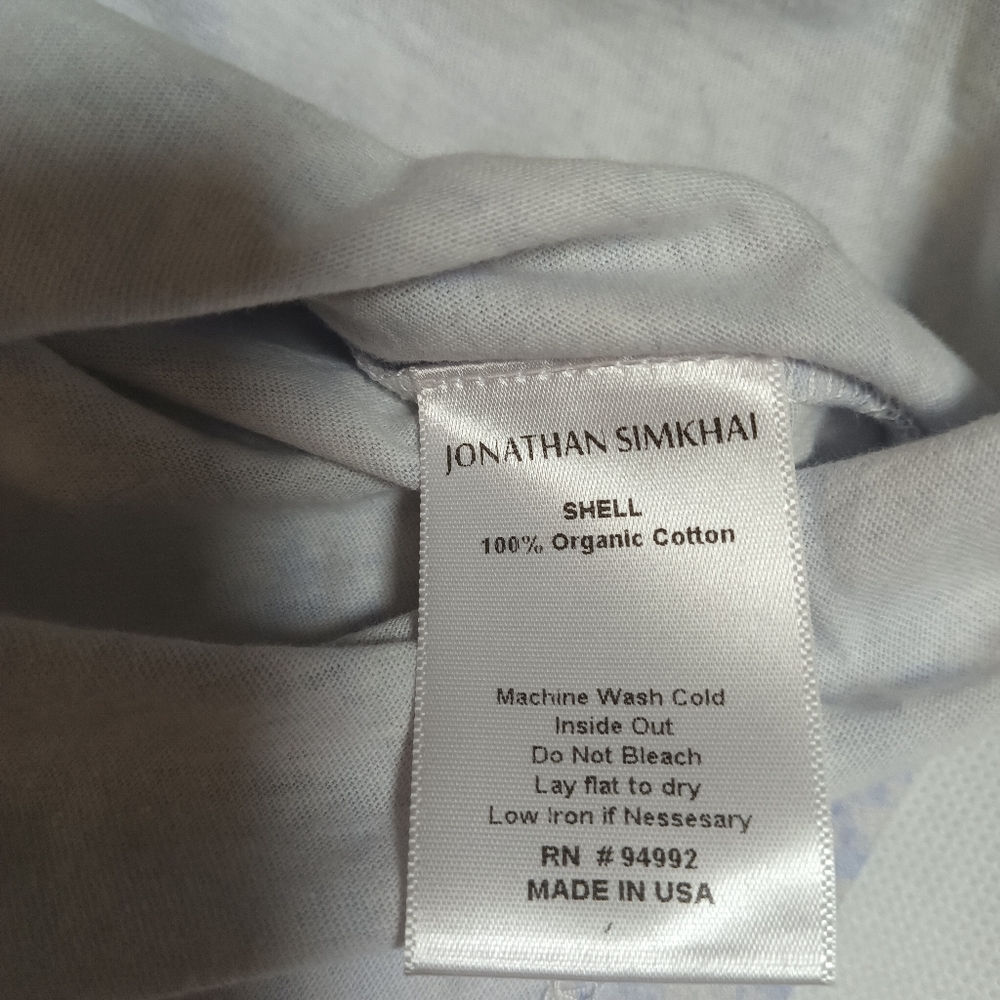 JONATHAN SIMKHAI
SHELL
100% Organic Cotton
Machine Wash Cold
Inside Out
Do Not Bleach
Lay flat to dry
Low Iron if Nessesary
RN # 94992
MADE IN USA